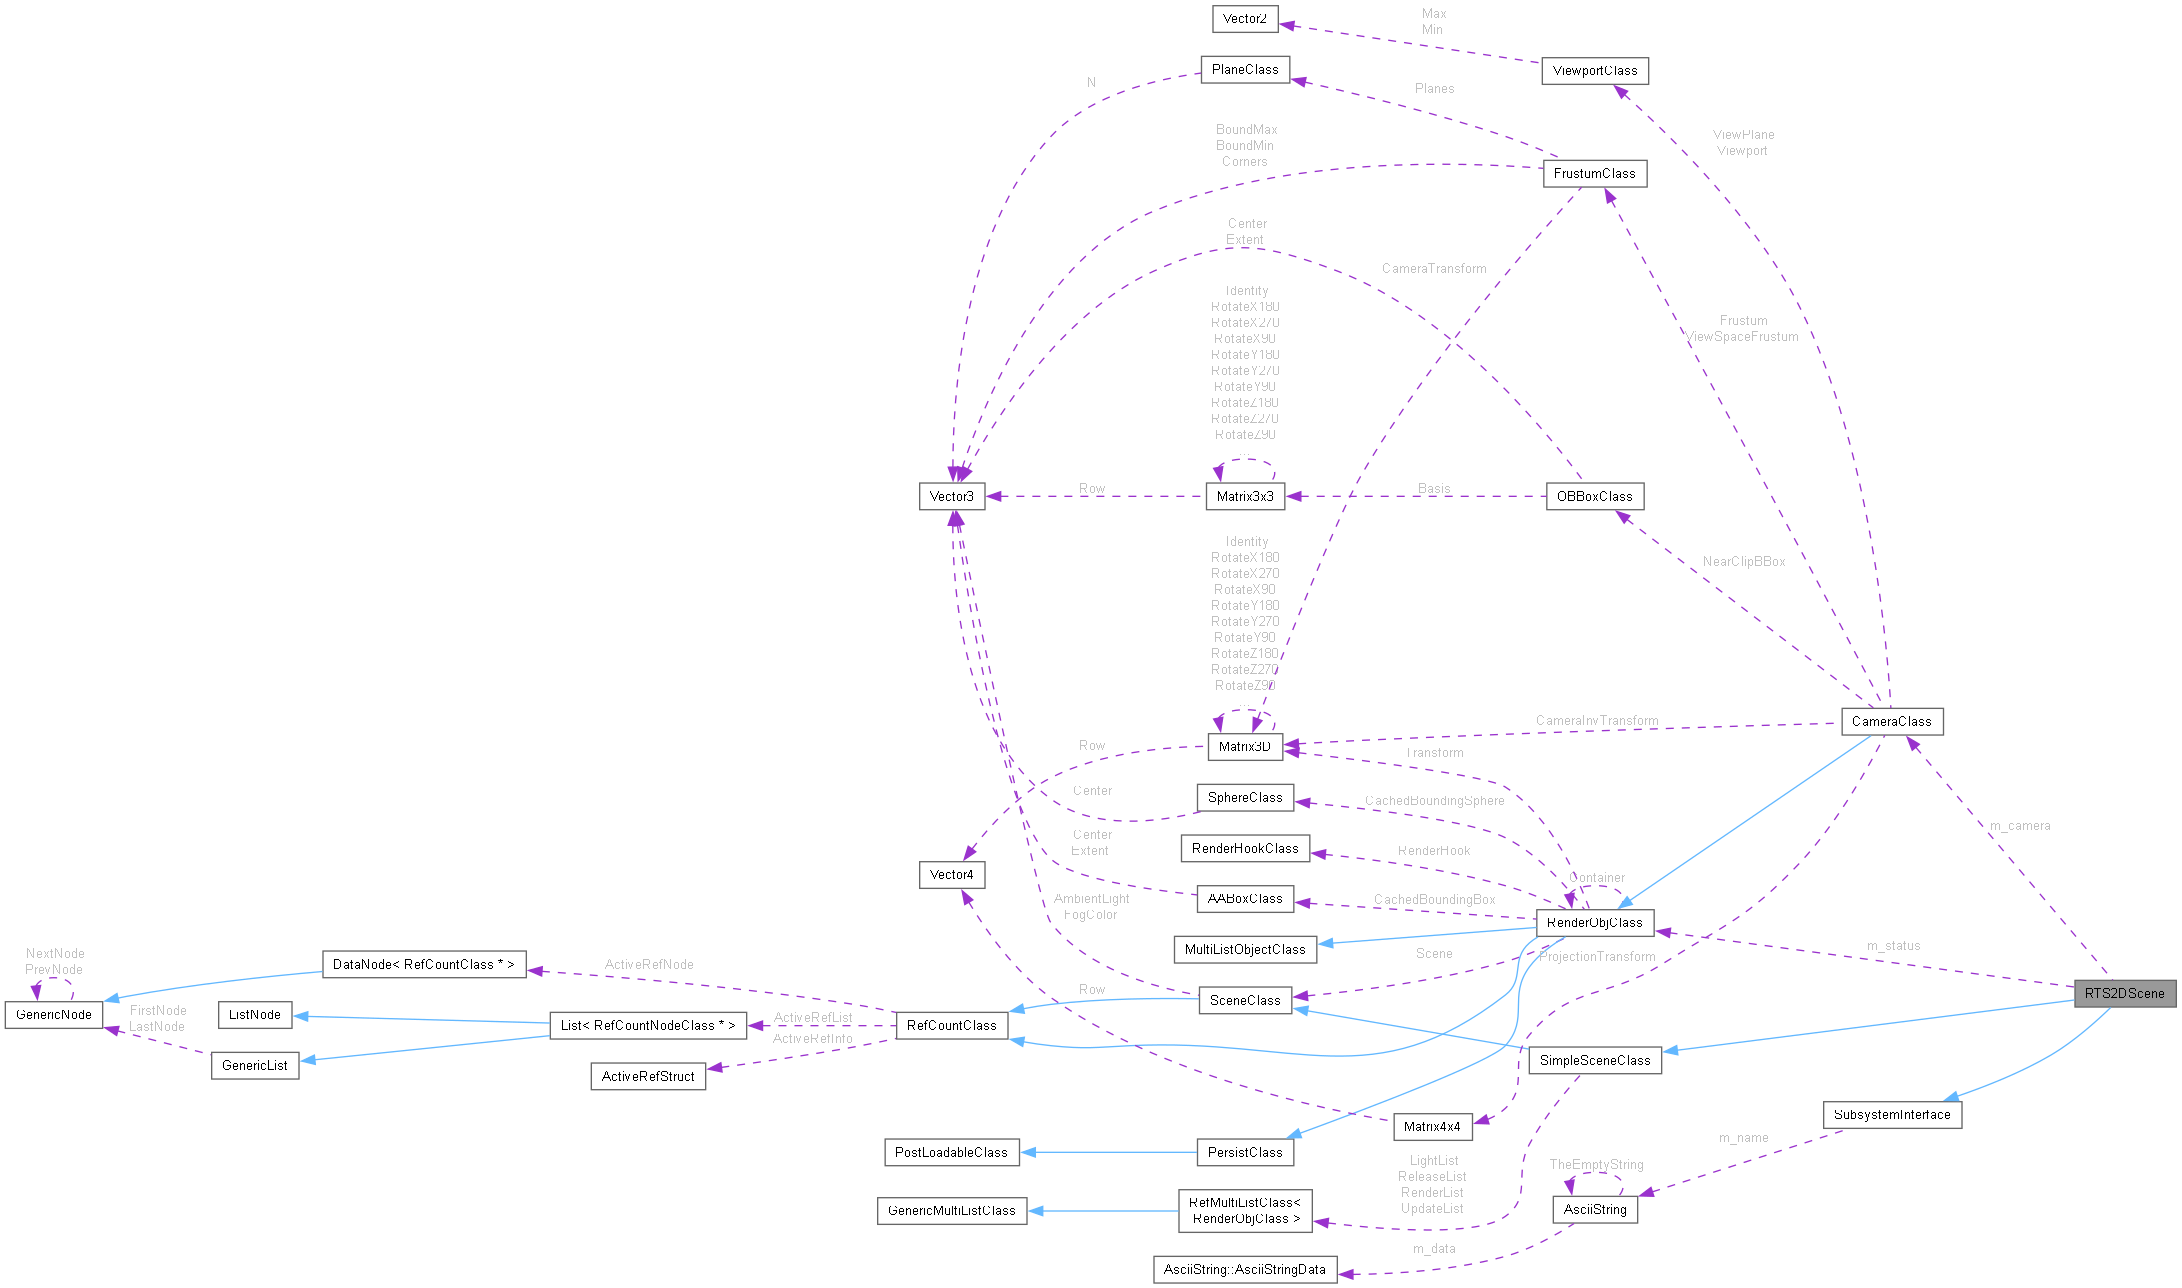 Vector2
Max
Min
ViewportClass
PlaneClass
N
Planes
ViewPlane
Viewport
BoundMax
BoundMin
Corners
FrustumClass
Center
Extent
CameraTransform
Identity
RotateX180
RotateX270
RotateX90
RotateY180
RotateY270
RotateY90
RotateZ180
RotateZ270
RotateZ90
...
Frustum
ViewSpaceFrustum
Vector3
Row
Matrix3x3
Basis
OBBoxClass
NearClipBBox
Identity
RotateX180
RotateX270
RotateX90
RotateY180
RotateY270
RotateY90
RotateZ180
RotateZ270
RotateZ90
...
CameraInvTransform
CameraClass
Row
Matrix3D
Transform
Center
SphereClass
CachedBoundingSphere
m_camera
Center
Extent
RenderHookClass
RenderHook
Vector4
Container
AmbientLight
FogColor
AABoxClass
CachedBoundingBox
RenderObjClass
MultiListObjectClass
Scene
ProjectionTransform
m_status
NextNode
PrevNode
DataNode< RefCountClass * >
ActiveRefNode
Row
SceneClass
RTS2DScene
GenericNode
FirstNode
LastNode
ListNode
List< RefCountNodeClass * >
ActiveRefList
ActiveRefInfo
RefCountClass
GenericList
ActiveRefStruct
SimpleSceneClass
SubsystemInterface
Matrix4x4
m_name
PostLoadableClass
PersistClass
LightList
ReleaseList
RenderList
UpdateList
TheEmptyString
GenericMultiListClass
RefMultiListClass<
RenderObjClass >
AsciiString
m_data
AsciiString::AsciiStringData